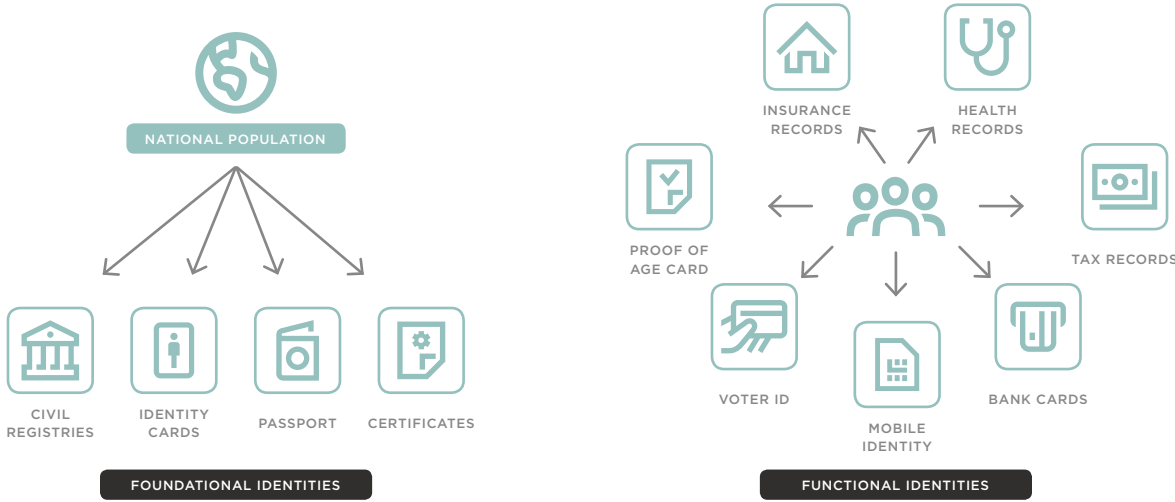 NATIONAL POPULATION
CIVIL
REGISTRIES
IDENTITY
CARDS
PASSPORT
CERTIFICATES
FOUNDATIONAL IDENTITIES
INSURANCE
RECORDS
HEALTH
RECORDS
PROOF OF
AGE CARD
TAX RECORDS
VOTER ID
MOBILE
IDENTITY
BANK CARDS
FUNCTIONAL IDENTITIES